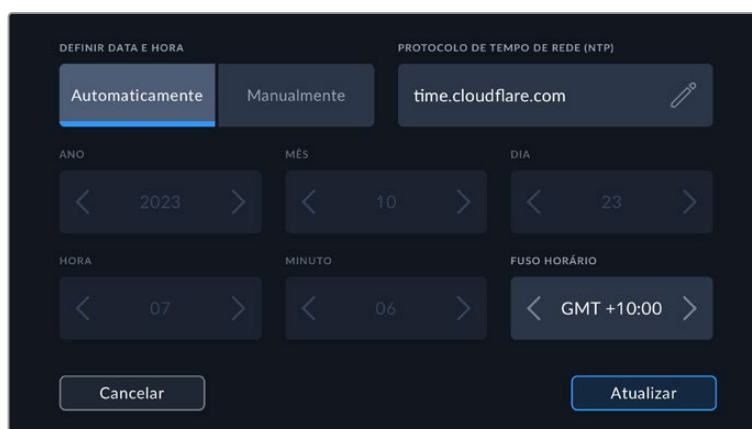 DEFINIR DATA E HORA
PROTOCOLO DE TEMPO DE REDE (NTP)
Automaticamente
Manualmente
time.cloudflare.com
ANO
MÊS
DIA
2023
10
23
HORA
MINUTO
FUSO HORÁRIO
07
06
GMT +10:00
Cancelar
Atualizar